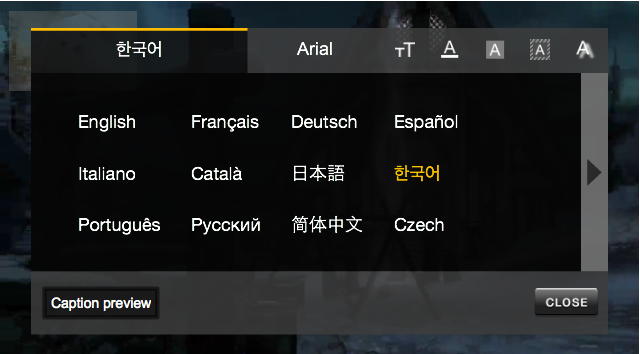 한국어 Arial TT A A A A
English Français Deutsch Español
Italiano Català 日本語 한국어
Português Русский 简体中文 Czech
Caption preview CLOSE